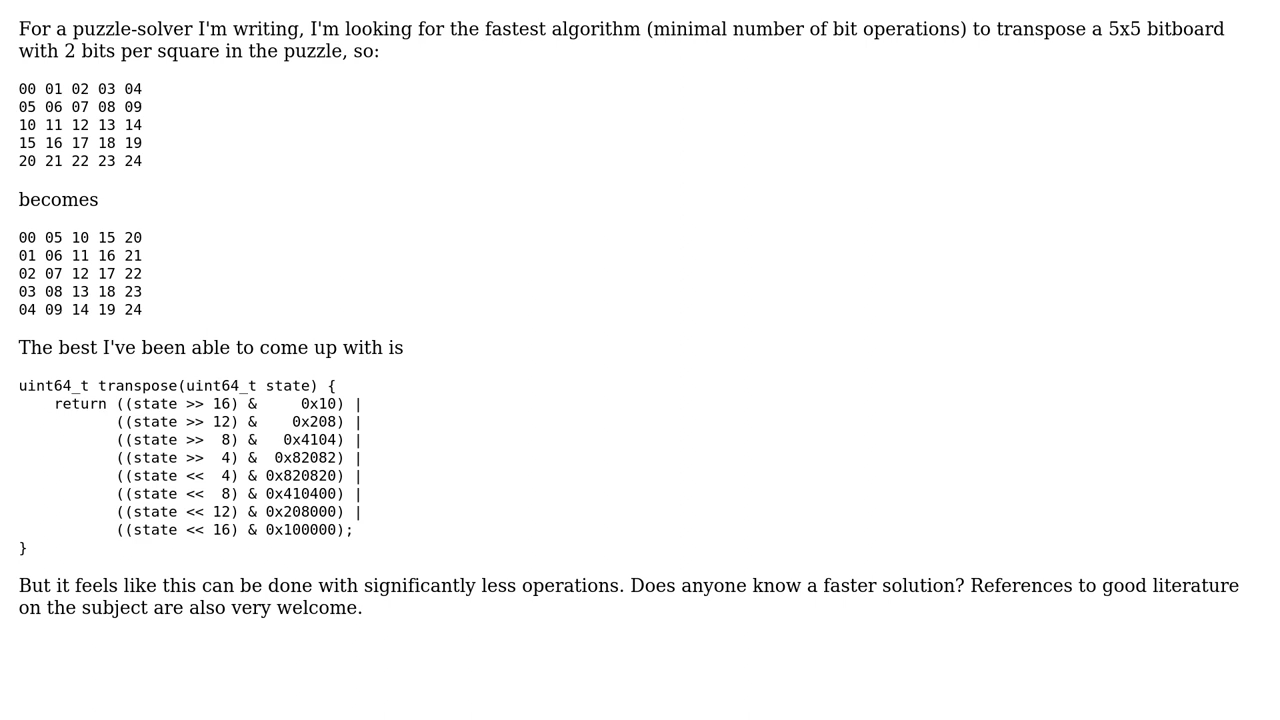 For a puzzle-solver I'm writing, I'm looking for the fastest algorithm (minimal number of bit operations) to transpose a 5x5 bitboard
with 2 bits per square in the puzzle, so:
00 01 02 03 04
05 06 07 08 09
10 11 12 13 14
15 16 17 18 19
20 21 22 23 24
becomes
00 05 10 15 20
01 06 11 16 21
02 07 12 17 22
03 08 13 18 23
04 09 14 19 24
The best I've been able to come up with is
uint64_t transpose(uint64_t state) {
    return ((state >> 16) &     0x10) |
           ((state >> 12) &    0x208) |
           ((state >>  8) &   0x4104) |
           ((state >>  4) &  0x82082) |
           ((state <<  4) & 0x820820) |
           ((state <<  8) & 0x410400) |
           ((state << 12) & 0x208000) |
           ((state << 16) & 0x100000);
}
But it feels like this can be done with significantly less operations. Does anyone know a faster solution? References to good literature
on the subject are also very welcome.